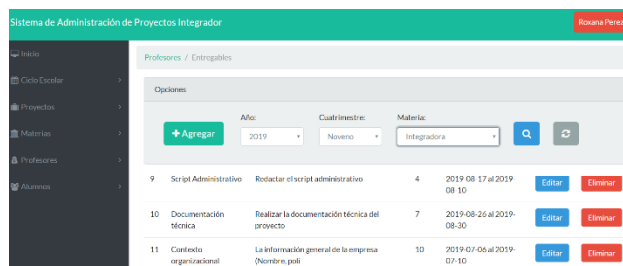 Sistema de Administración de Proyectos Integrador
Roxana Perez
Inicio
Ciclo Escolar
Proyectos
Materias
Profesores
Alumnos
Profesores / Entregables
Opciones
Año:
Cuatrimestre:
Materia:
+ Agregar
2019
Noveno
Integradora
9 Script Administrativo Redactar el script administrativo 4 2019-08-17 al 2019-
08-10
Editar Eliminar
10 Documentación Realizar la documentación técnica del 7 2019-08-26 al 2019-
técnica proyecto 08-30
Editar Eliminar
11 Contexto La información general de la empresa 10 2019-07-06 al 2019-
organizacional (Nombre, polí 07-10
Editar Eliminar